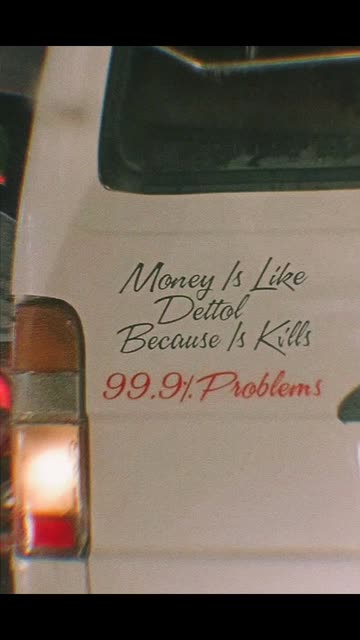 Money Is Like
Dettol
Because Is Kills
99.9% Problems